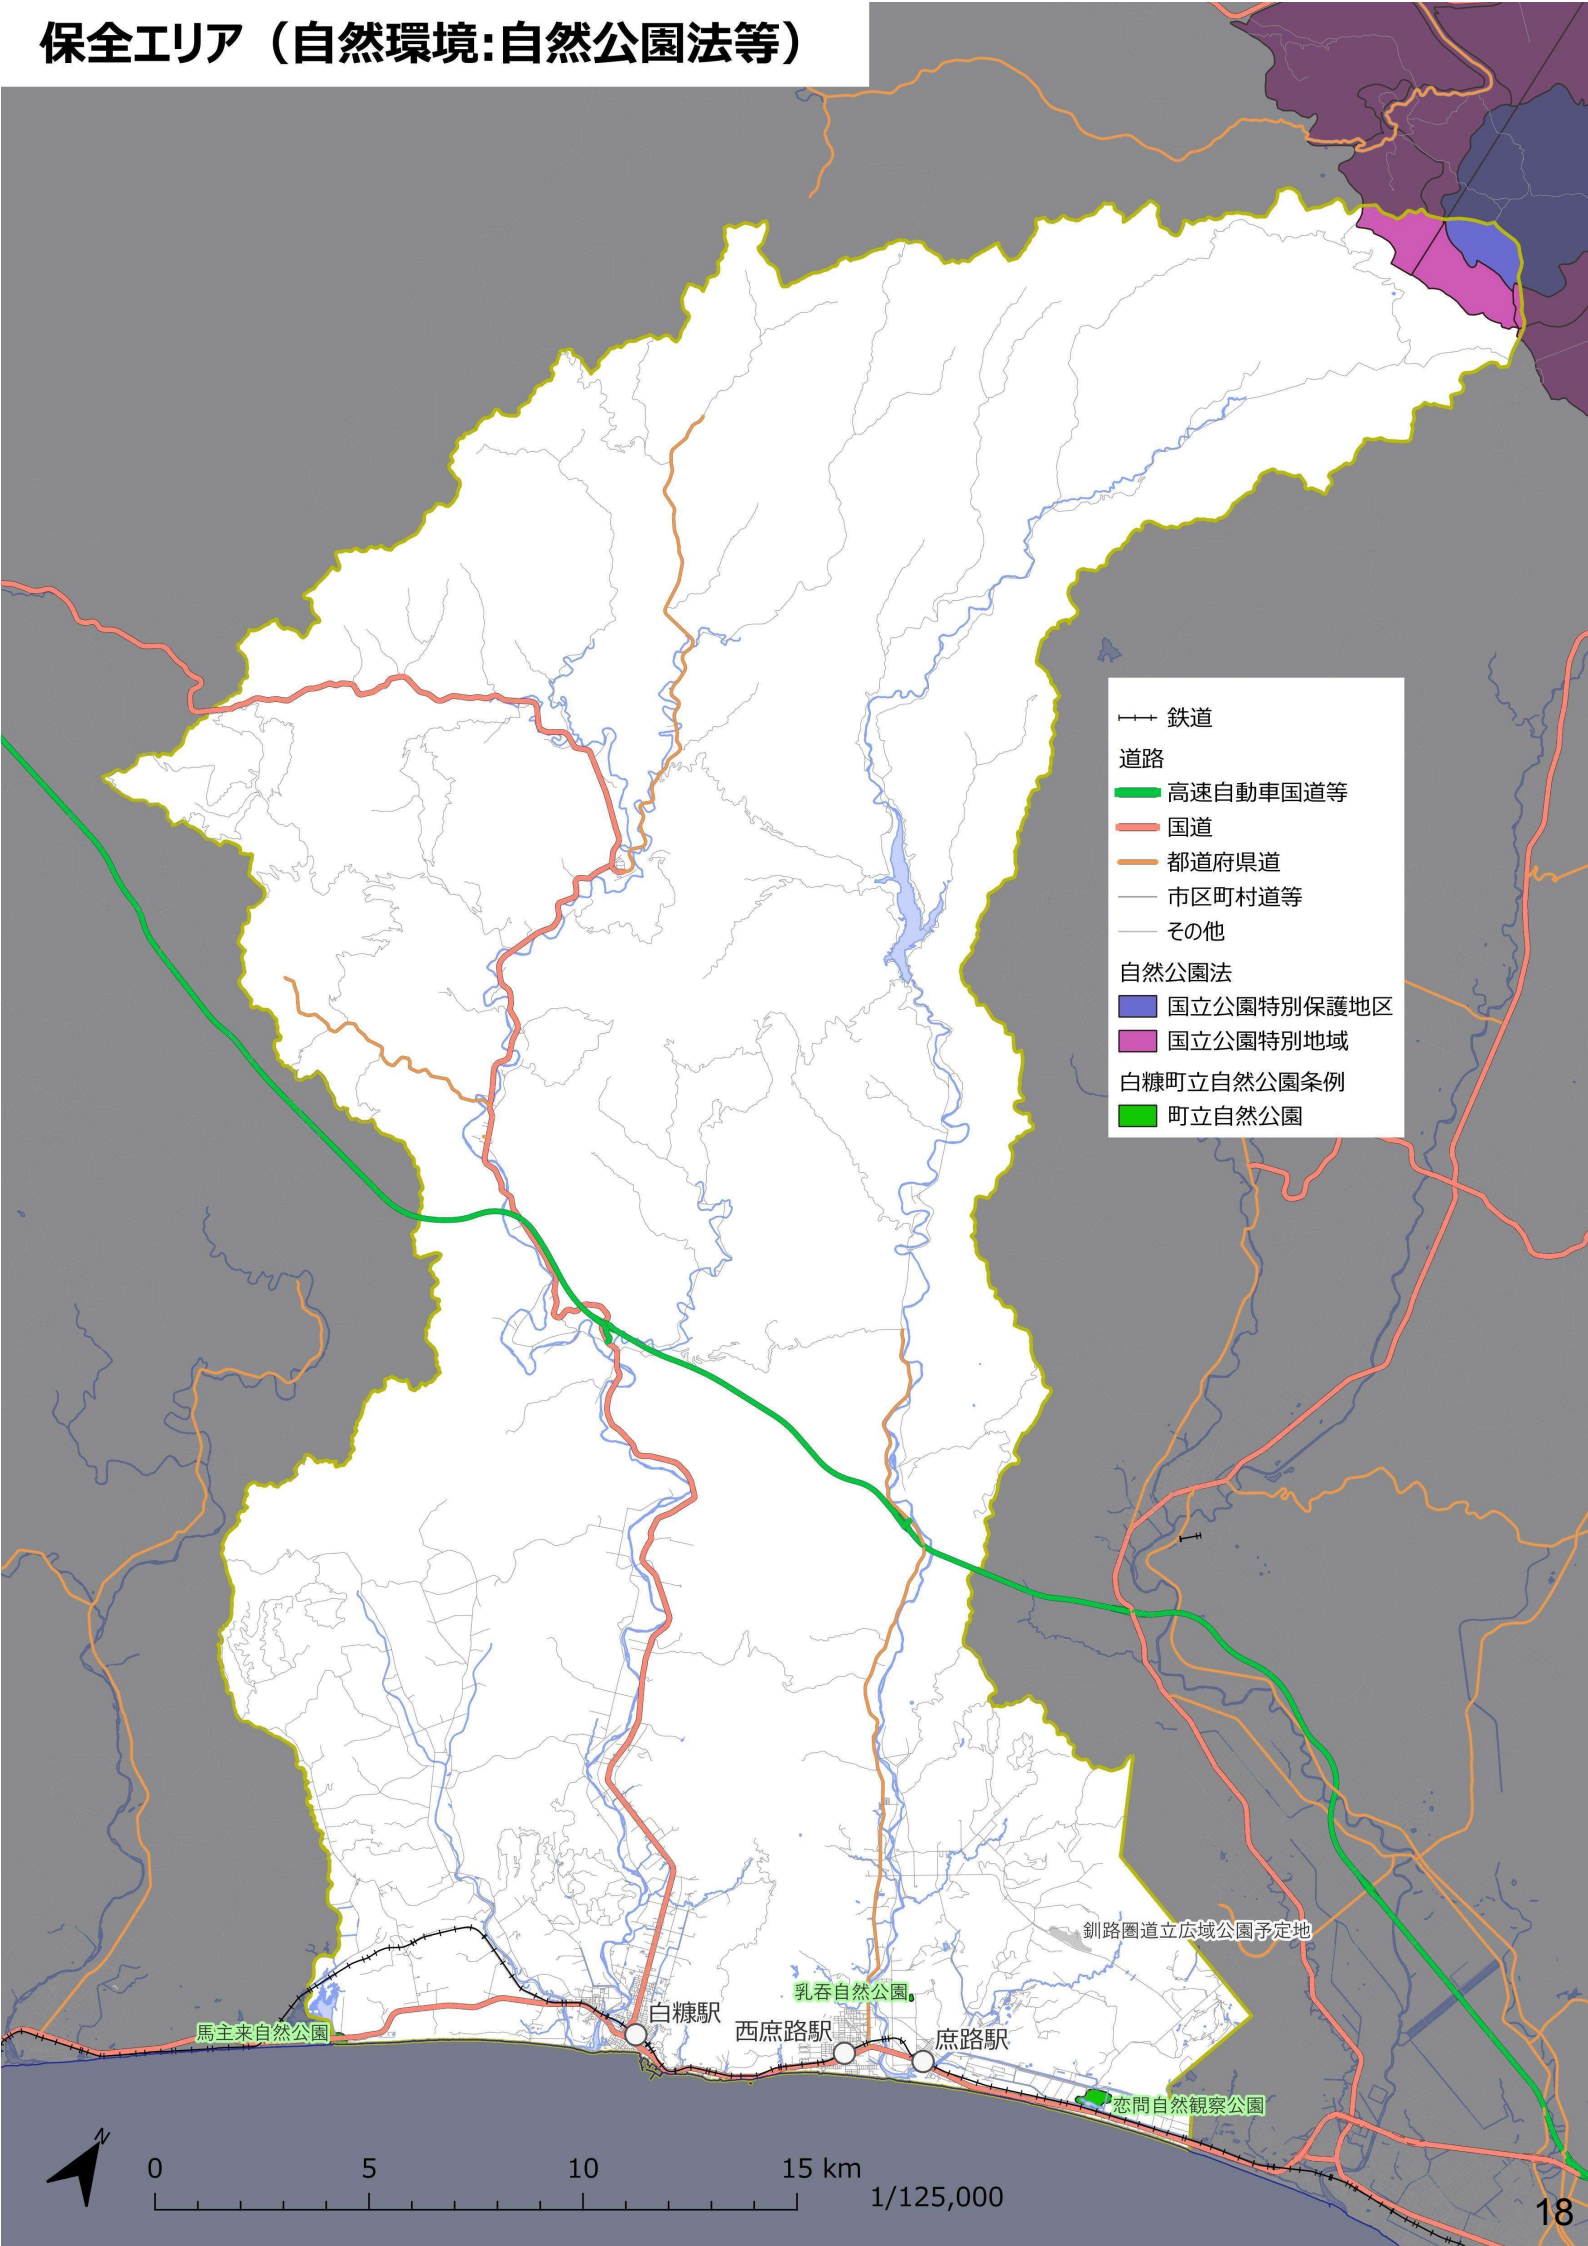 保全エリア（自然環境:自然公園法等）
鉄道
道路
高速自動車国道等
国道
都道府県道
市区町村道等
その他
自然公園法
国立公園特別保護地区
国立公園特別地域
白糠町立自然公園条例
町立自然公園
釧路圏道立広域公園予定地
乳呑自然公園
白糠駅
馬主来自然公園
西庶路駅
庶路駅
恋問自然観察公園
N
0 5 10 15 km
1/125,000
18